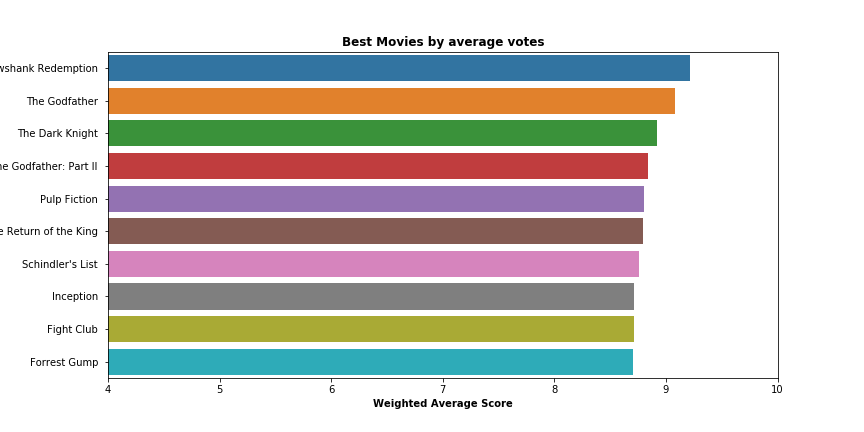 Best Movies by average votes
wshank Redemption
The Godfather
The Dark Knight
e Godfather: Part II
Pulp Fiction
e Return of the King
Schindler's List
Inception
Fight Club
Forrest Gump
4 5 6 7 8 9 10
Weighted Average Score